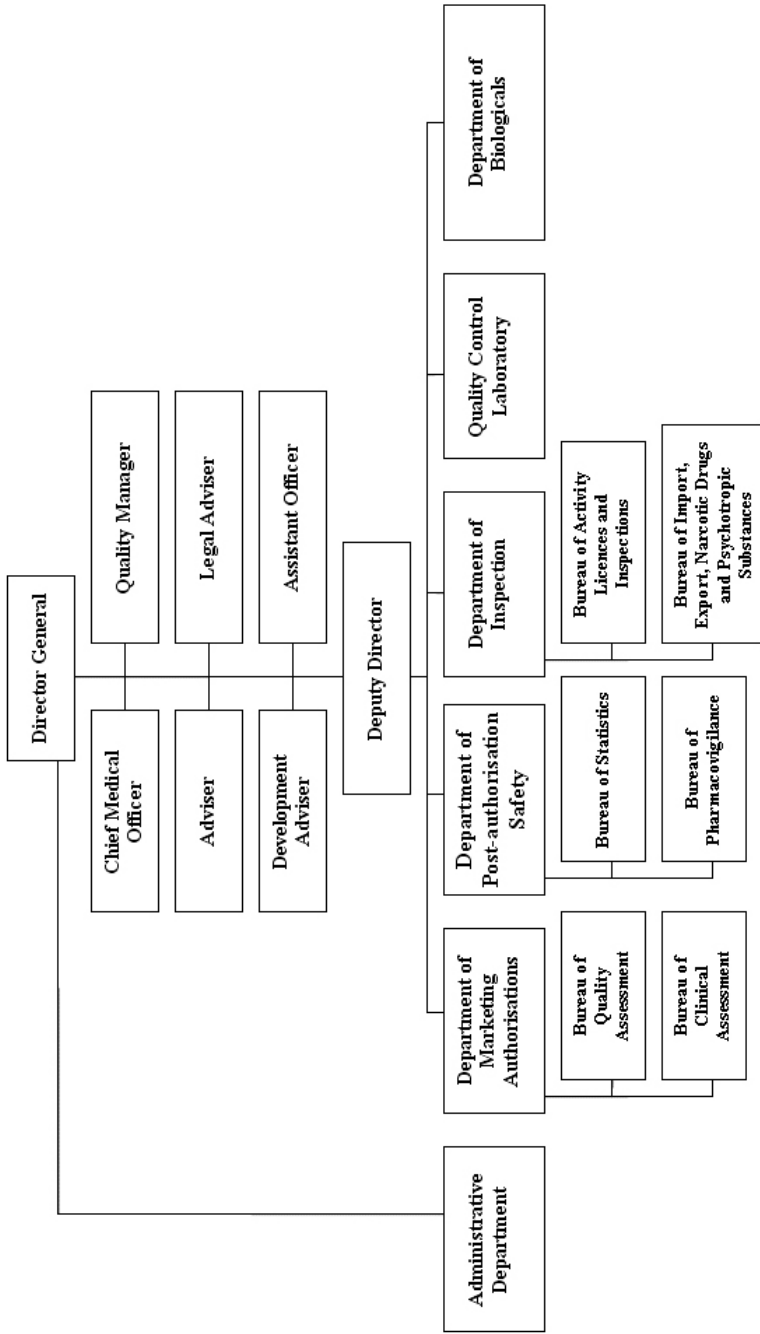 Director General
Chief Medical
Officer
Quality Manager
Adviser
Legal Adviser
Development
Adviser
Assistant Officer
Deputy Director
Administrative
Department
Department of
Marketing
Authorisations
Department of
Post-authorisation
Safety
Department of
Inspection
Quality Control
Laboratory
Department of
Biologicals
Bureau of
Quality
Assessment
Bureau of Statistics
Bureau of Activity
Licences and
Inspections
Bureau of
Clinical
Assessment
Bureau of
Pharmacovigilance
Bureau of Import,
Export, Narcotic Drugs
and Psychotropic
Substances